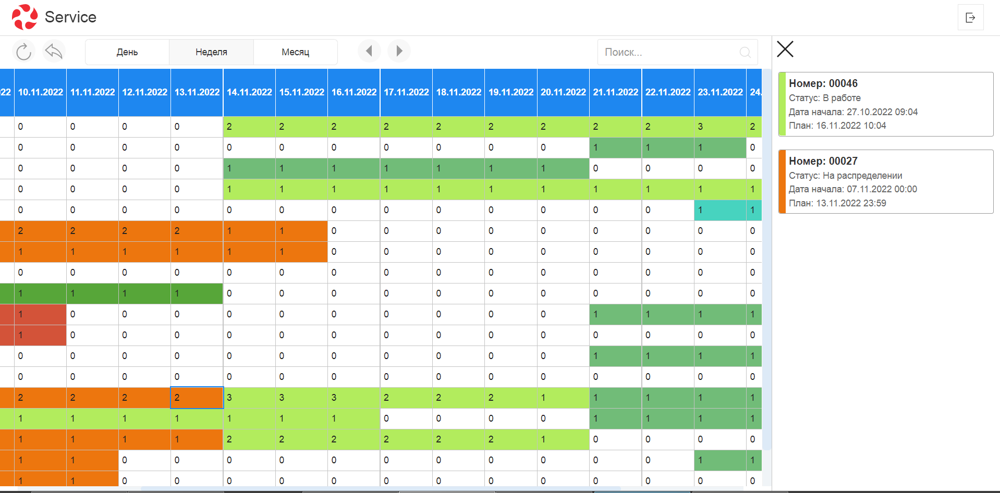 Service
День Неделя Месяц Поиск...
022 10.11.2022 11.11.2022 12.11.2022 13.11.2022 14.11.2022 15.11.2022 16.11.2022 17.11.2022 18.11.2022 19.11.2022 20.11.2022 21.11.2022 22.11.2022 23.11.2022 24.
0 0 0 0 2 2 2 2 2 2 2 2 2 3 2
0 0 0 0 0 0 0 0 0 0 0 1 1 1 0
0 0 0 0 1 1 1 1 1 1 1 0 0 0 0
0 0 0 0 1 1 1 1 1 1 1 1 1 1 1
0 0 0 0 0 0 0 0 0 0 0 0 0 1 1
2 2 2 2 1 1 0 0 0 0 0 0 0 0 0
1 1 1 1 1 1 0 0 0 0 0 0 0 0 0
0 0 0 0 0 0 0 0 0 0 0 0 0 0 0
1 1 1 1 0 0 0 0 0 0 0 0 0 0 0
1 0 0 0 0 0 0 0 0 0 0 1 1 1 1
1 0 0 0 0 0 0 0 0 0 0 0 0 0 0
0 0 0 0 0 0 0 0 0 0 0 1 1 1 1
0 0 0 0 0 0 0 0 0 0 0 0 0 0 0
2 2 2 2 3 3 3 2 2 2 1 1 1 1 1
1 1 1 1 1 1 1 0 0 0 0 1 1 1 1
1 1 1 1 2 2 2 2 2 2 1 0 0 0 0
1 1 0 0 0 0 0 0 0 0 0 0 0 1 1
1 1 0 0 0 0 0 0 0 0 0 0 0 0 0
Номер: 00046
Статус: В работе
Дата начала: 27.10.2022 09:04
План: 16.11.2022 10:04
Номер: 00027
Статус: На распределении
Дата начала: 07.11.2022 00:00
План: 13.11.2022 23:59